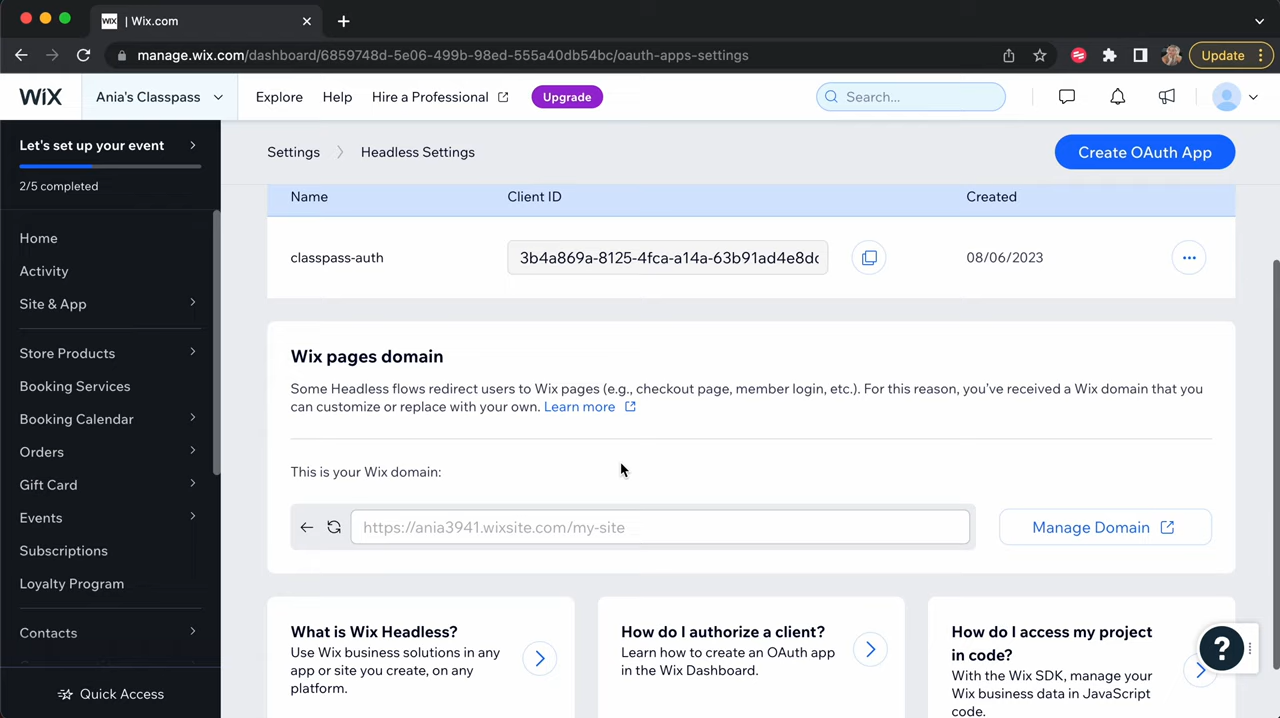 WiX | Wix.com
manage.wix.com/dashboard/6859748d-5e06-499b-98ed-555a40db54bc/oauth-apps-settings
Update
WiX
Ania's Classpass
Explore
Help
Hire a Professional
Upgrade
Search...
Let's set up your event
2/5 completed
Home
Activity
Site & App
Store Products
Booking Services
Booking Calendar
Orders
Gift Card
Events
Subscriptions
Loyalty Program
Contacts
Quick Access
Settings
Headless Settings
Create OAuth App
Name
Client ID
Created
classpass-auth
3b4a869a-8125-4fca-a14a-63b91ad4e8dc
08/06/2023
Wix pages domain
Some Headless flows redirect users to Wix pages (e.g., checkout page, member login, etc.). For this reason, you've received a Wix domain that you
can customize or replace with your own. Learn more
This is your Wix domain:
https://ania3941.wixsite.com/my-site
Manage Domain
What is Wix Headless?
Use Wix business solutions in any
app or site you create, on any
platform.
How do I authorize a client?
Learn how to create an OAuth app
in the Wix Dashboard.
How do I access my project
in code?
With the Wix SDK, manage your
Wix business data in JavaScript
code.
?